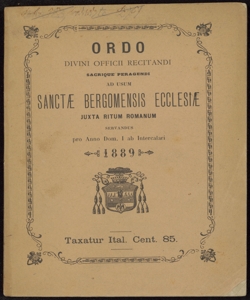 ORDO
DIVINI OFFICII RECITANDI
SACRIQUE PERAGENDI
AD USUM
SANCTÆ BERGOMENSIS ECCLESIÆ
JUXTA RITUM ROMANUM
SERVANDUS
pro Anno Dom. I ab Intercalari
1889
Taxatur Ital. Cent. 85.